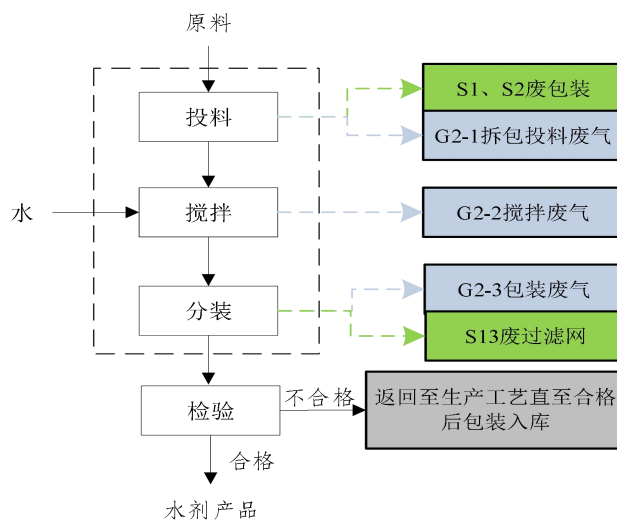 原料
投料
S1、S2废包装
G2-1拆包投料废气
水
搅拌
G2-2搅拌废气
分装
G2-3包装废气
S13废过滤网
检验
不合格
返回至生产工艺直至合格
后包装入库
合格
水剂产品